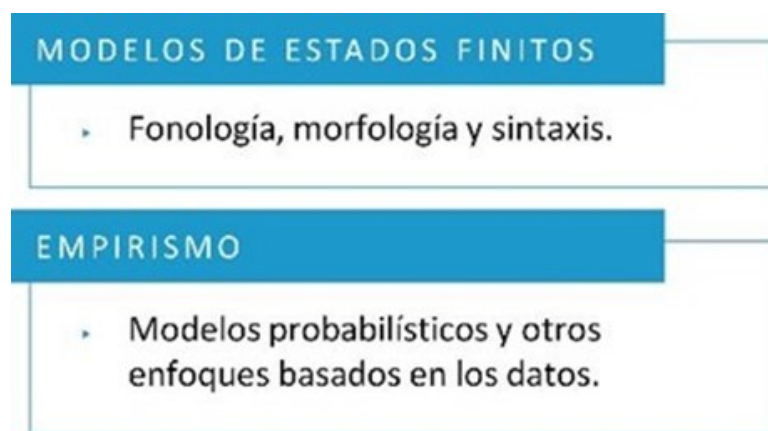 MODELOS DE ESTADOS FINITOS
Fonología, morfología y sintaxis.
EMPIRISMO
Modelos probabilísticos y otros
enfoques basados en los datos.